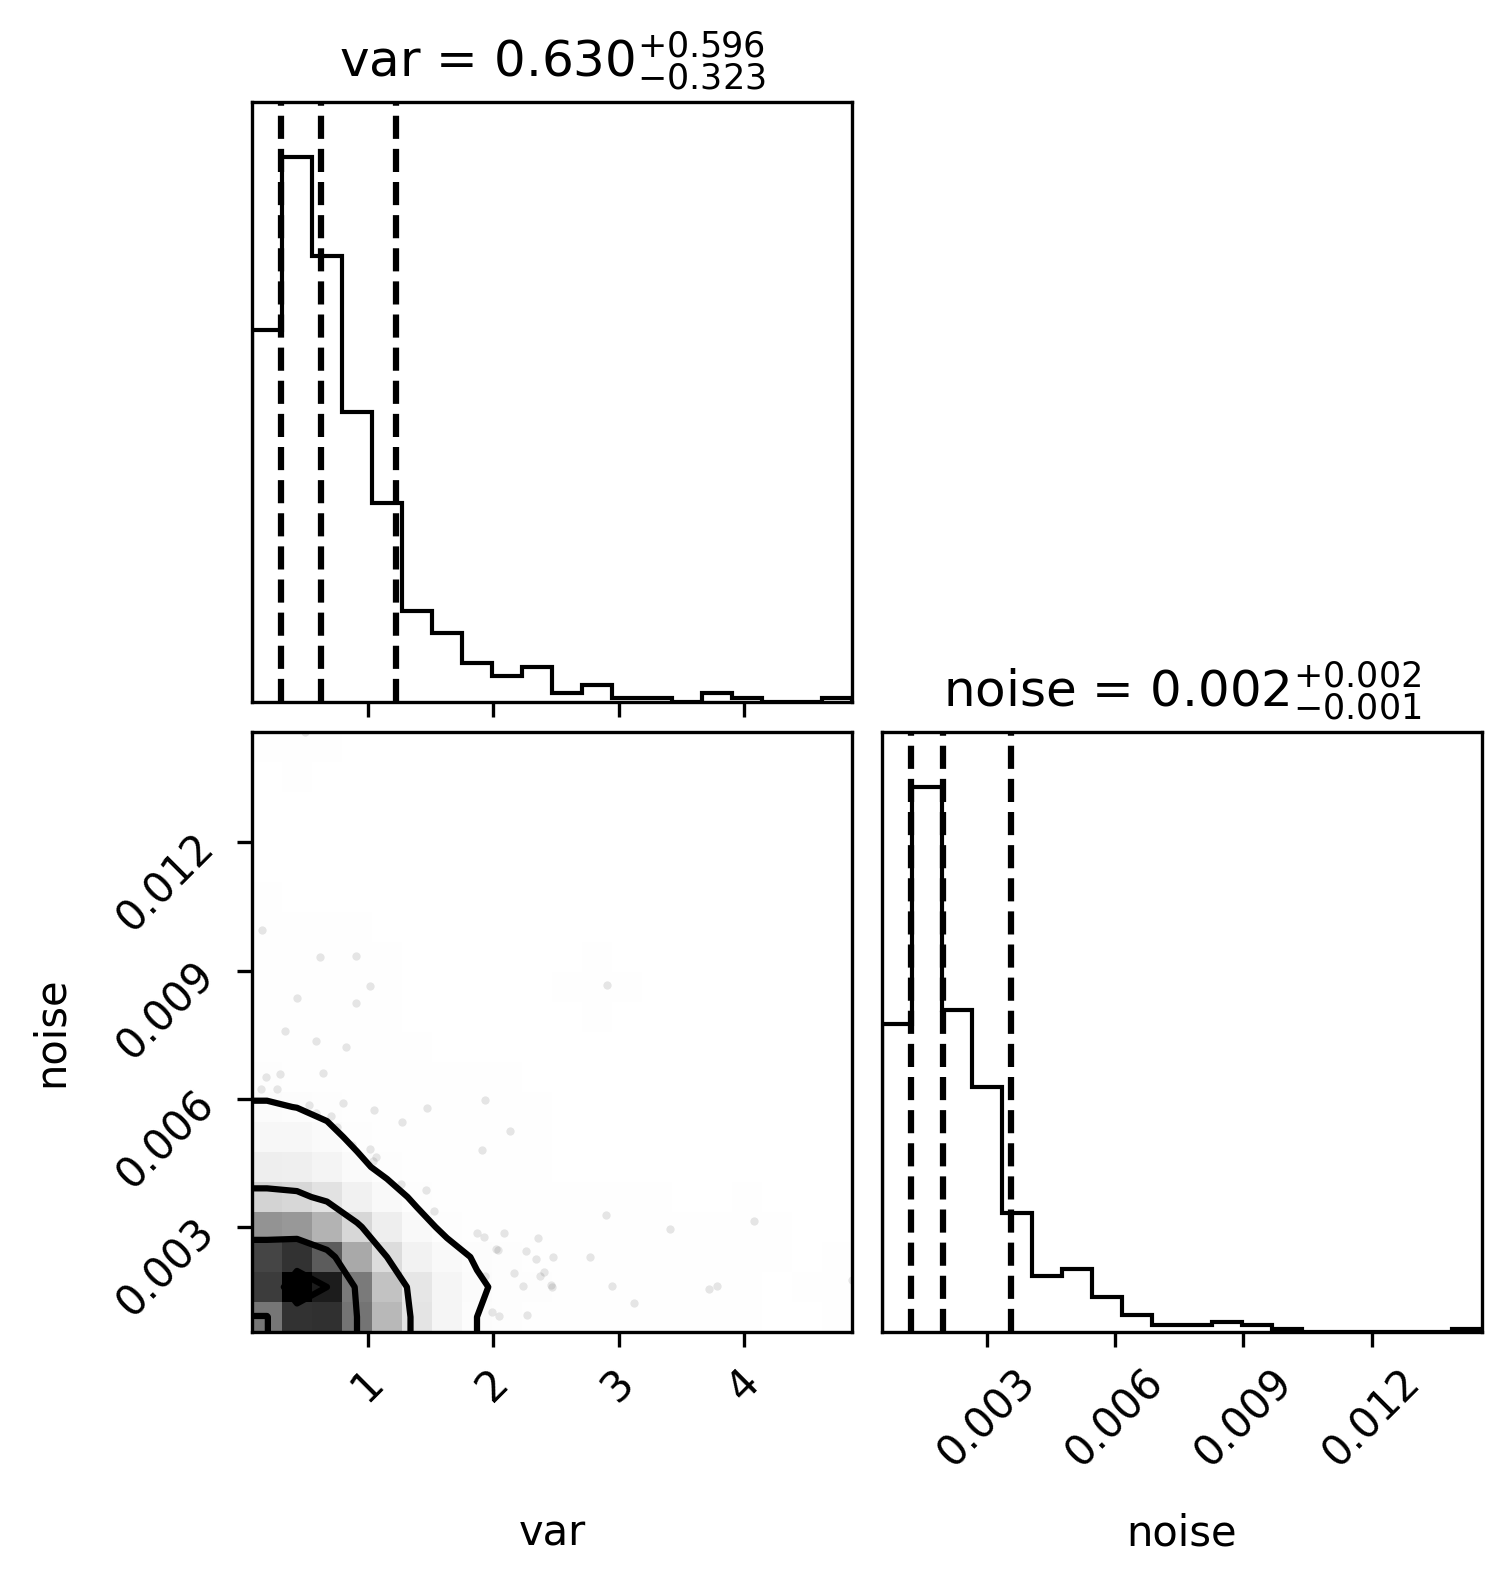 var = 0.630 +0.596 −0.323
noise = 0.002 +0.002 −0.001
0.012
0.009
0.006
0.003
noise
1 2 3 4
0.003 0.006 0.009 0.012
var
noise